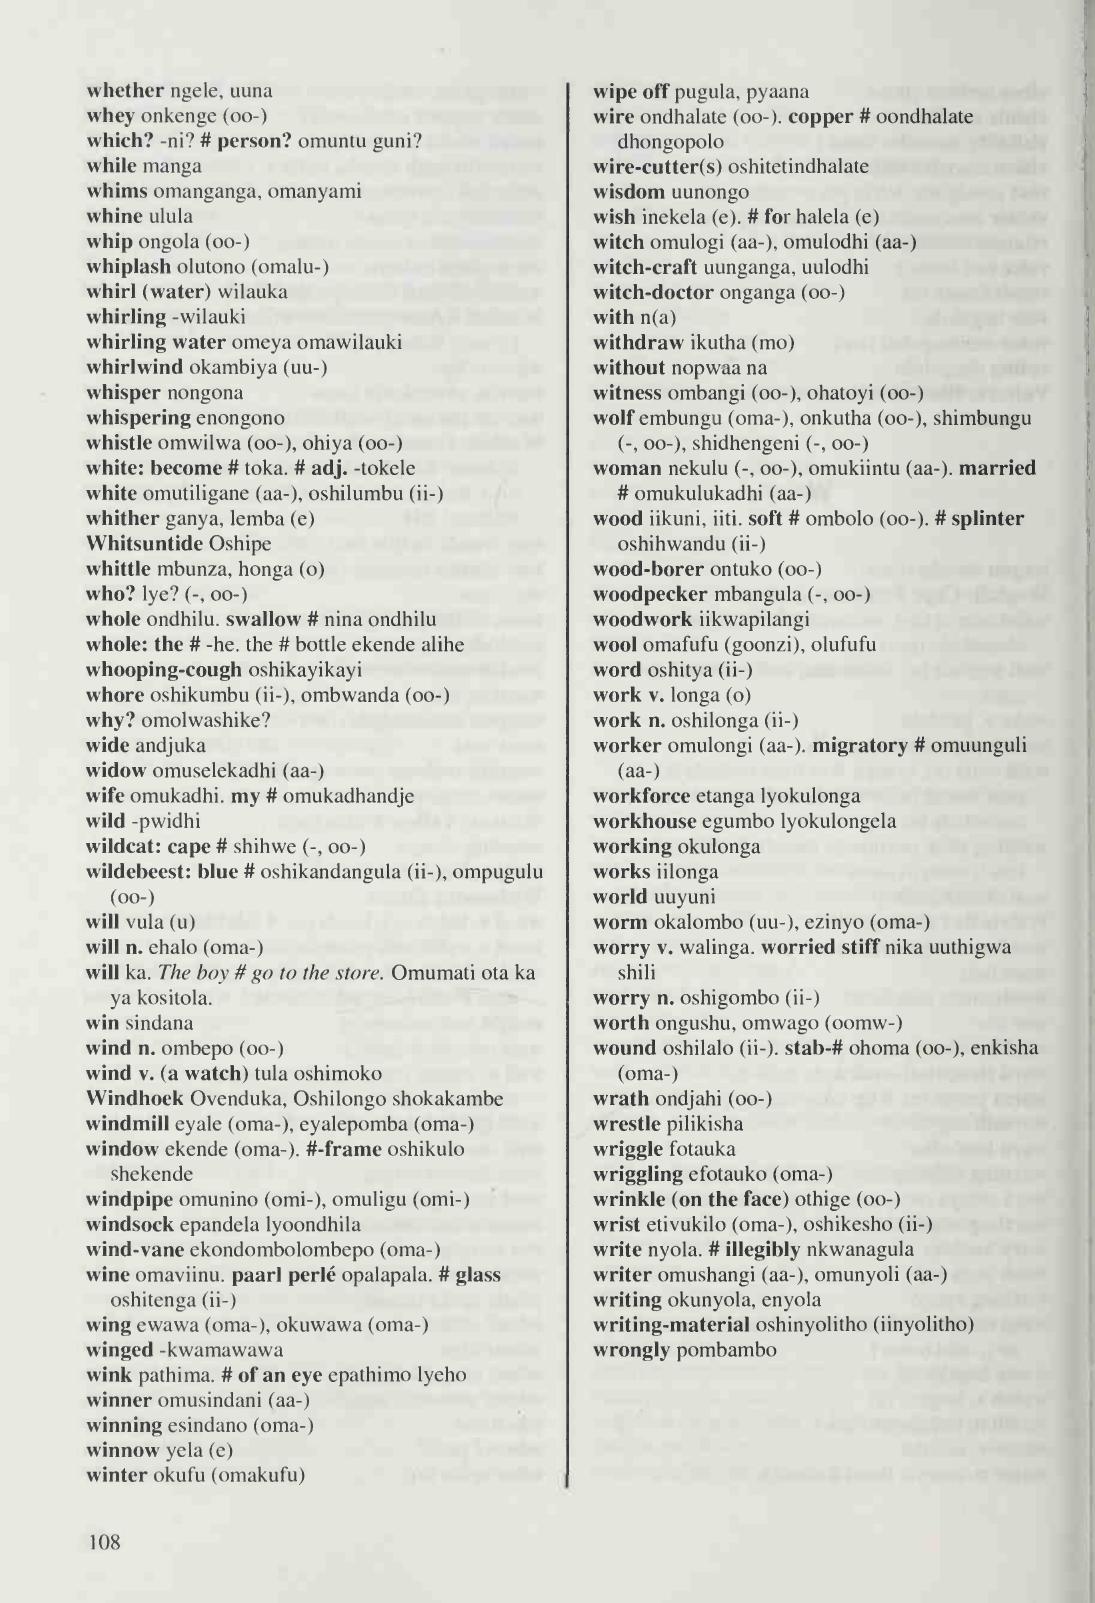 whether ngele, uuna
whey onkenge (oo-)
which? -ni? # person? omuntu guni?
while manga
whims omanganga, omanyami
whine ulula
whip ongola (oo-)
whiplash olutono (omalu-)
whirl (water) wilauka
whirling -wilauki
whirling water omeya omawilauki
whirlwind okambiya (uu-)
whisper nongona
whispering enongono
whistle omwilwa (oo-), ohiya (oo-)
white: become # toka. # adj. -tokele
white omutiligane (aa-), oshilumbu (ii-)
whither ganya, lemba (e)
Whitsuntide Oshipe
whittle mbunza, honga (o)
who? lye? (-, oo-)
whole ondhilu. swallow # nina ondhilu
whole: the # -he. the # bottle ekende alihe
whooping-cough oshikayikayi
whore oshikumbu (ii-), ombwanda (oo-)
why? omolwashike?
wide andjuka
widow omuselekadhi (aa-)
wife omukadhi. my # omukadhandje
wild -pwidhi
wildcat: cape # shihwe (-, oo-)
wildebeest: blue # oshikandangula (ii-), ompugulu
(oo-)
will vula (u)
will n. ehalo (oma-)
will ka. The boy # go to the store. Omumati ota ka
ya kositola.
win sindana
wind n. ombepo (oo-)
wind v. (a watch) tula oshimoko
Windhoek Ovenduka, Oshilongo shokakambe
windmill eyale (oma-), eyalepomba (oma-)
window ekende (oma-). #-frame oshikulo
shekende
windpipe omunino (omi-), omuligu (omi-)
windsock epandela lyoondhila
wind-vane ekondombolombepo (oma-)
wine omaviinu. paarl perlé opalapala. # glass
oshitenga (ii-)
wing ewawa (oma-), okuwawa (oma-)
winged -kwamawawa
wink pathima. # of an eye epathimo lyeho
winner omusindani (aa-)
winning esindano (oma-)
winnow yela (e)
winter okufu (omakufu)
wipe off pugula, pyaana
wire ondhalate (oo-). copper # oondhalate
dhongopolo
wire-cutter(s) oshitetindhalate
wisdom uunongo
wish inekela (e). # for halela (e)
witch omulogi (aa-), omulodhi (aa-)
witch-craft uunganga, uulodhi
witch-doctor onganga (oo-)
with n(a)
withdraw ikutha (mo)
without nopwaa na
witness ombangi (oo-), ohatoyi (oo-)
wolf embungu (oma-), onkutha (oo-), shimbungu
(-, oo-), shidhengeni (-, oo-)
woman nekulu (-, oo-), omukiintu (aa-). married
# omukulukadhi (aa-)
wood iikuni, iiti. soft # ombolo (oo-). # splinter
oshihwandu (ii-)
wood-borer ontuko (oo-)
woodpecker mbangula (-, oo-)
woodwork iikwapilangi
wool omafufu (goonzi), olufufu
word oshitya (ii-)
work v. longa (o)
work n. oshilonga (ii-)
worker omulongi (aa-). migratory # omuunguli
(aa-)
workforce etanga lyokulonga
workhouse egumbo lyokulongela
working okulonga
works iilonga
world uuyuni
worm okalombo (uu-), ezinyo (oma-)
worry v. walinga. worried stiff nika uuthigwa
shili
worry n. oshigombo (ii-)
worth ongushu, omwago (oomw-)
wound oshilalo (ii-). stab-# ohoma (oo-), enkisha
(oma-)
wrath ondjahi (oo-)
wrestle pilikisha
wriggle fotauka
wriggling efotauko (oma-)
wrinkle (on the face) othige (oo-)
wrist etivukilo (oma-), oshikesho (ii-)
write nyola. # illegibly nkwanagula
writer omushangi (aa-), omunyoli (aa-)
writing okunyola, enyola
writing-material oshinyolitho (iinyolitho)
wrongly pombambo
108